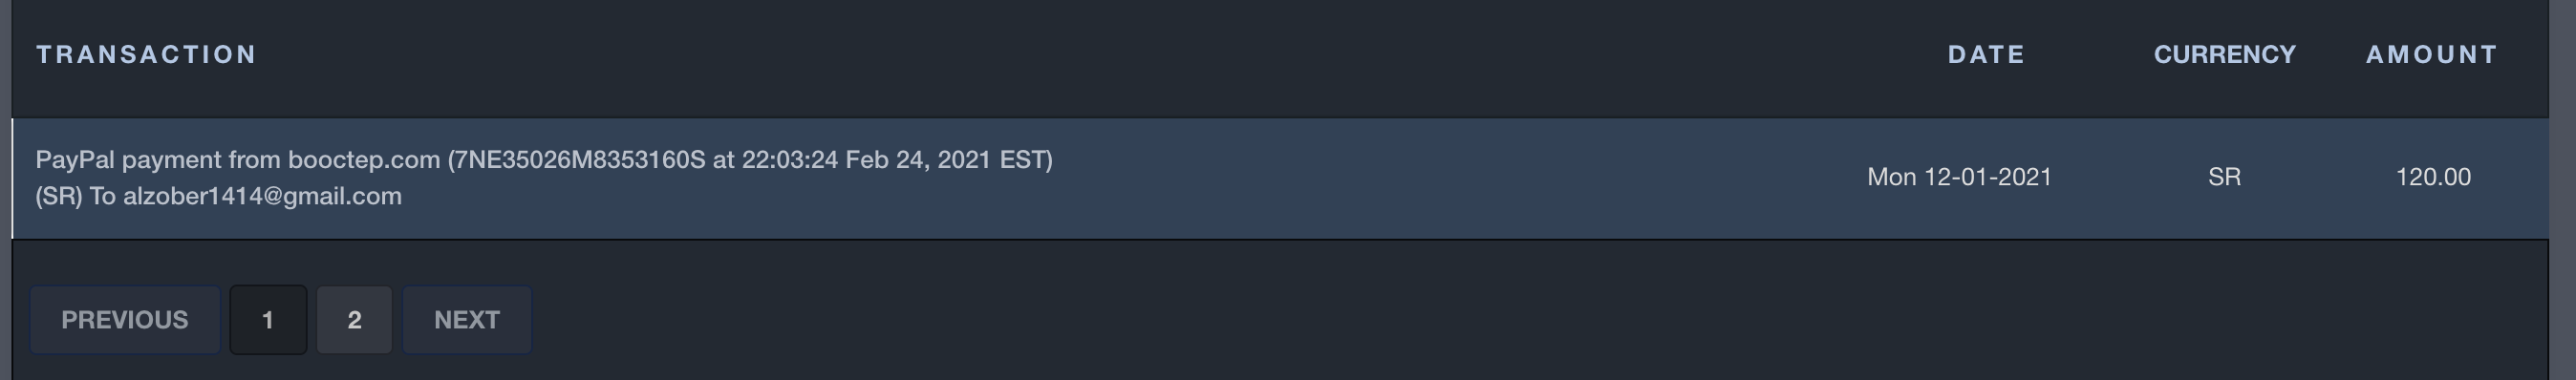 TRANSACTION DATE CURRENCY AMOUNT
PayPal payment from booctep.com (7NE35026M8353160S at 22:03:24 Feb 24, 2021 EST)
(SR) To alzober1414@gmail.com
Mon 12-01-2021 SR 120.00
PREVIOUS 1 2 NEXT